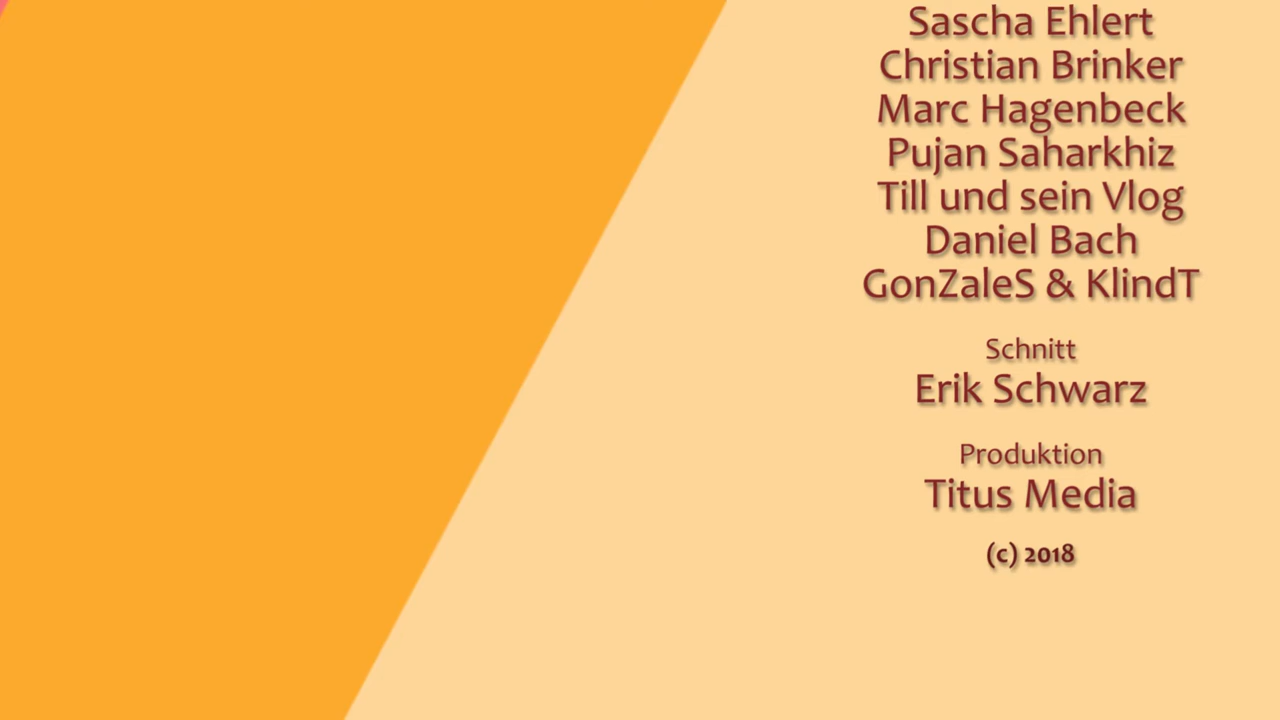 Sascha Ehlert
Christian Brinker
Marc Hagenbeck
Pujan Saharkhiz
Till und sein Vlog
Daniel Bach
GonZaleS & KlindT
Schnitt
Erik Schwarz
Produktion
Titus Media
(c) 2018